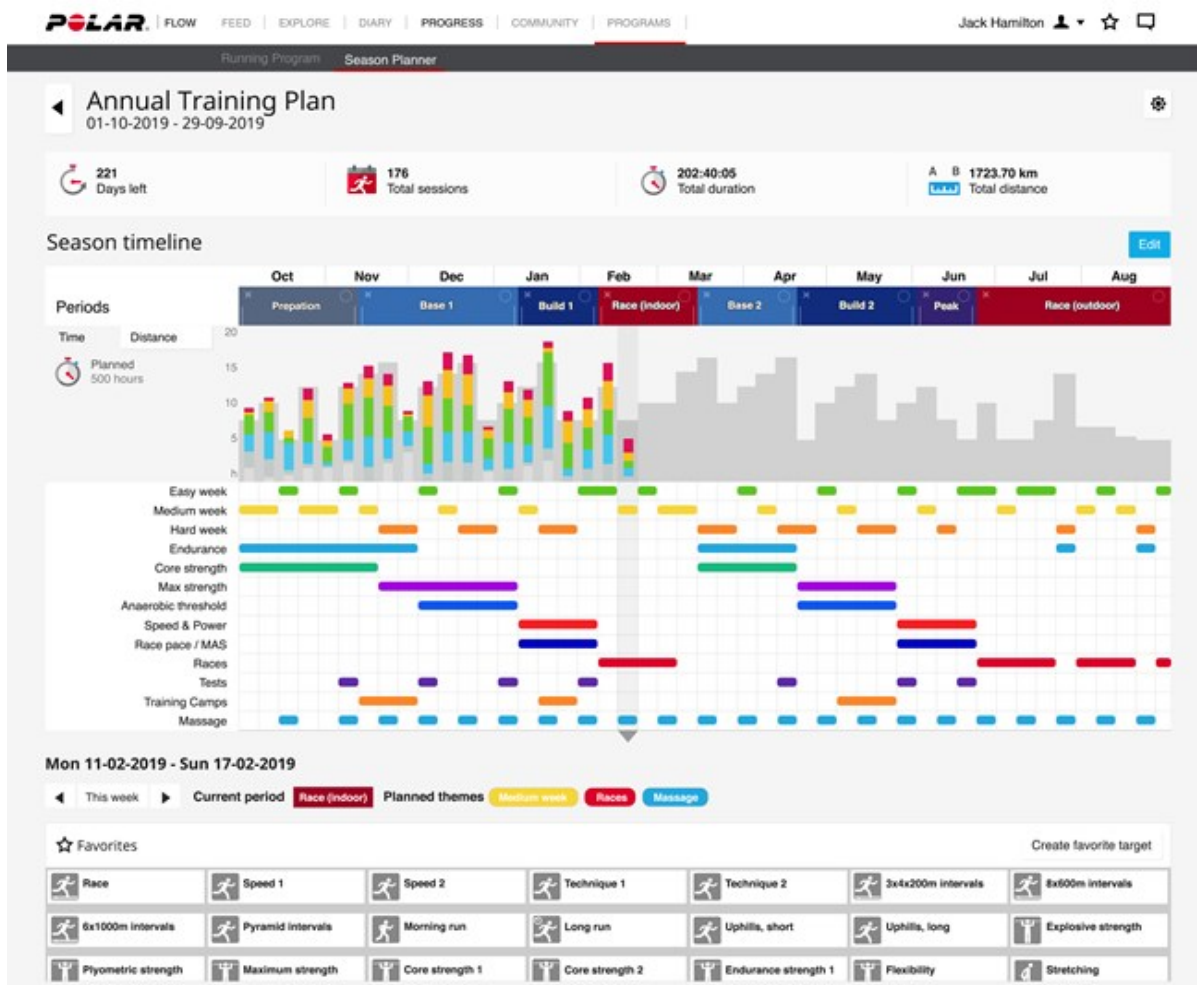 POLAR. FLOW FEED EXPLORE DIARY PROGRESS COMMUNITY PROGRAMS Jack Hamilton
Running Program Season Planner
Annual Training Plan
01-10-2019 - 29-09-2019
221 Days left
176 Total sessions
202:40:05 Total duration
A B 1723.70 km Total distance
Season timeline Edit
Oct Nov Dec Jan Feb Mar Apr May Jun Jul Aug
Periods Prepation Base 1 Build 1 Race (indoor) Base 2 Build 2 Peak Race (outdoor)
Time Distance
Planned
500 hours
20
15
10
5
h
Easy week
Medium week
Hard week
Endurance
Core strength
Max strength
Anaerobic threshold
Speed & Power
Race pace / MAS
Races
Tests
Training Camps
Massage
Mon 11-02-2019 - Sun 17-02-2019
This week Current period Race (indoor) Planned themes Medium week Races Massage
Favorites Create favorite target
Race Speed 1 Speed 2 Technique 1 Technique 2 3x4x200m intervals 8x600m intervals
6x1000m intervals Pyramid intervals Morning run Long run Uphills, short Uphills, long Explosive strength
Plyometric strength Maximum strength Core strength 1 Core strength 2 Endurance strength 1 Flexibility Stretching